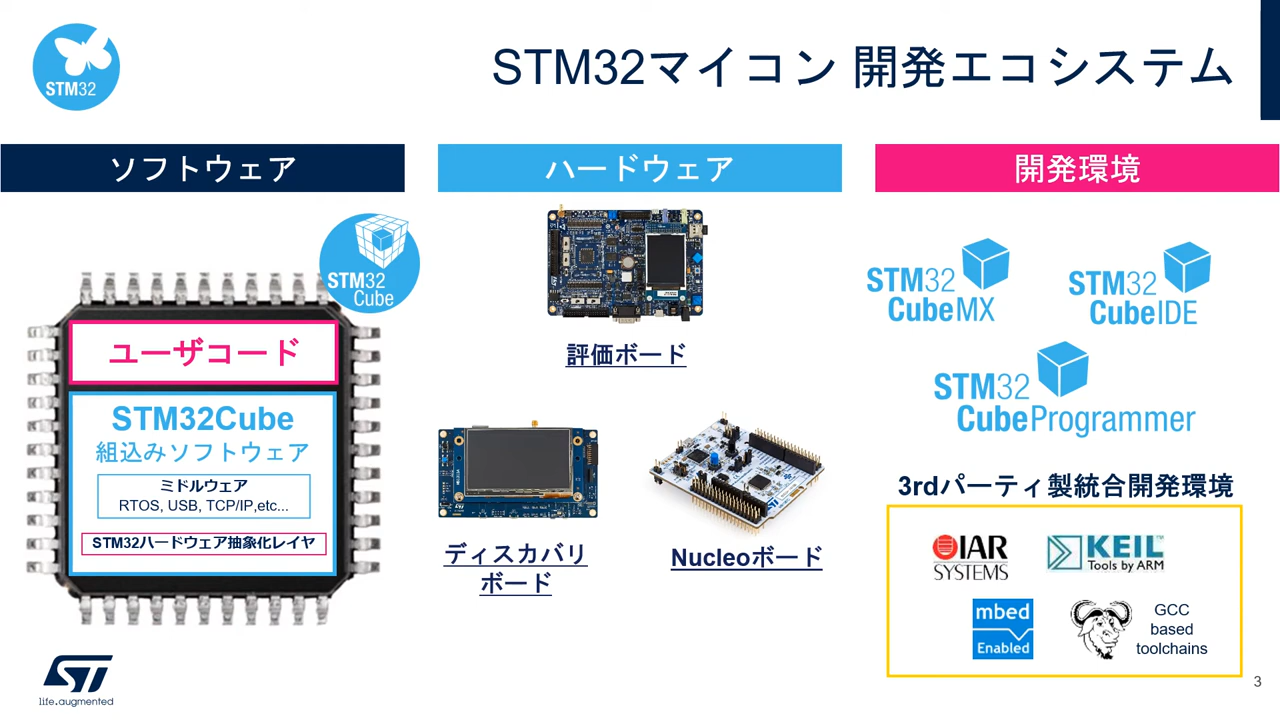 STM32
STM32マイコン 開発エコシステム
ソフトウェア
STM32
Cube
ユーザコード
STM32Cube
組込みソフトウェア
ミドルウェア
RTOS, USB, TCP/IP,etc...
STM32ハードウェア抽象化レイヤ
ハードウェア
評価ボード
ディスカバリ
ボード
Nucleoボード
開発環境
STM32
CubeMX
STM32
CubeIDE
STM32
CubeProgrammer
3rdパーティ製統合開発環境
IAR
SYSTEMS
KEIL
Tools by ARM
mbed
Enabled
GCC
based
toolchains
ST
life.augmented
3